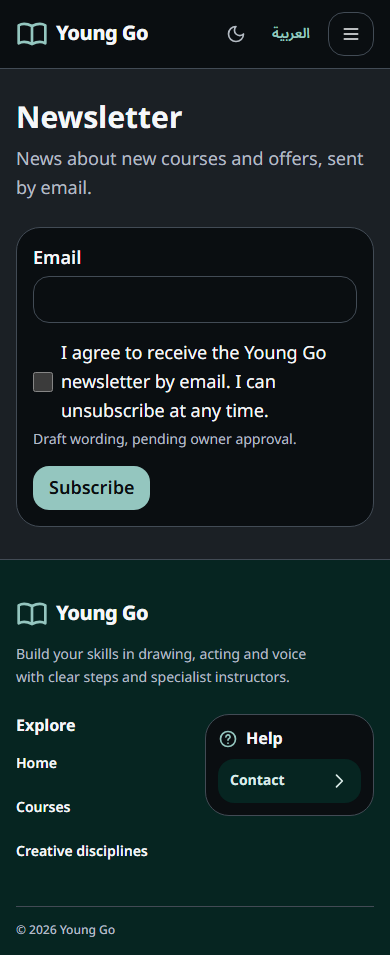 Young Go
العربية
Newsletter
News about new courses and offers, sent
by email.
Email
I agree to receive the Young Go
newsletter by email. I can
unsubscribe at any time.
Draft wording, pending owner approval.
Subscribe
Young Go
Build your skills in drawing, acting and voice
with clear steps and specialist instructors.
Explore
Home
Courses
Creative disciplines
Help
Contact
© 2026 Young Go